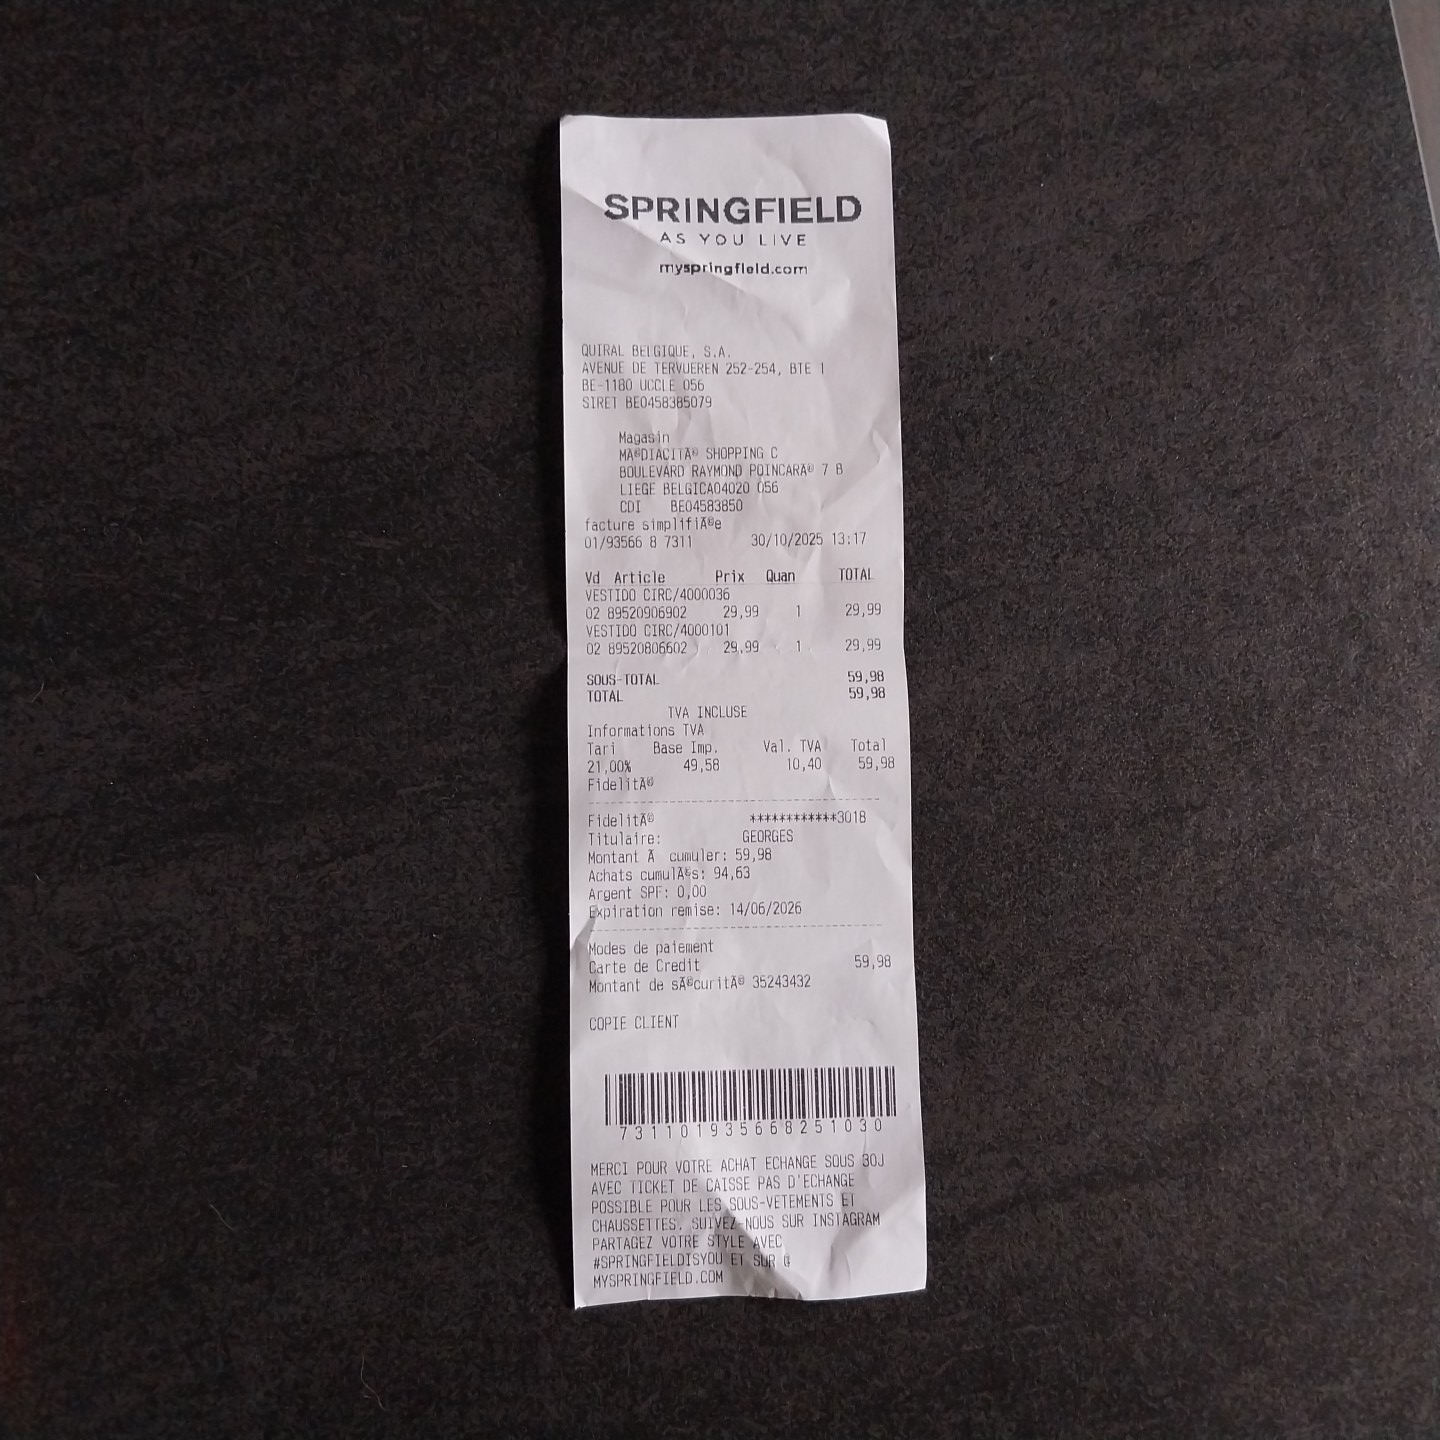 SPRINGFIELD
AS YOU LIVE
myspringfield.com
QUIRAL BELGIQUE, S.A.
AVENUE DE TERVUEREN 252-254, BTE 1
BE-1180 UCCLE 056
SIRET BE0458385079
Magasin
MÃ©DIACITÃ© SHOPPING C
BOULEVARD RAYMOND POINCARÃ© 7 B
LIEGE BELGICA04020 056
CDI BE04583850
facture simplifiÃ©e
01/93566 8 7311 30/10/2025 13:17
Vd Article Prix Quan TOTAL
VESTIDO CIRC/4000036
02 89520906902 29,99 1 29,99
VESTIDO CIRC/4000101
02 89520806602 29,99 1 29,99
SOUS-TOTAL 59,98
TOTAL 59,98
TVA INCLUSE
Informations TVA
Tari Base Imp. Val. TVA Total
21,00% 49,58 10,40 59,98
FidelitÃ©
FidelitÃ© ************3018
Titulaire: GEORGES
Montant Ã cumuler: 59,98
Achats cumulÃ©s: 94,63
Argent SPF: 0,00
Expiration remise: 14/06/2026
Modes de paiement
Carte de Credit 59,98
Montant de sÃ©curitÃ© 35243432
COPIE CLIENT
731101935668251030
MERCI POUR VOTRE ACHAT ECHANGE SOUS 30J
AVEC TICKET DE CAISSE PAS D'ECHANGE
POSSIBLE POUR LES SOUS-VETEMENTS ET
CHAUSSETTES. SUIVEZ-NOUS SUR INSTAGRAM
PARTAGEZ VOTRE STYLE AVEC
#SPRINGFIELDISYOU ET SUR @
MYSPRINGFIELD.COM